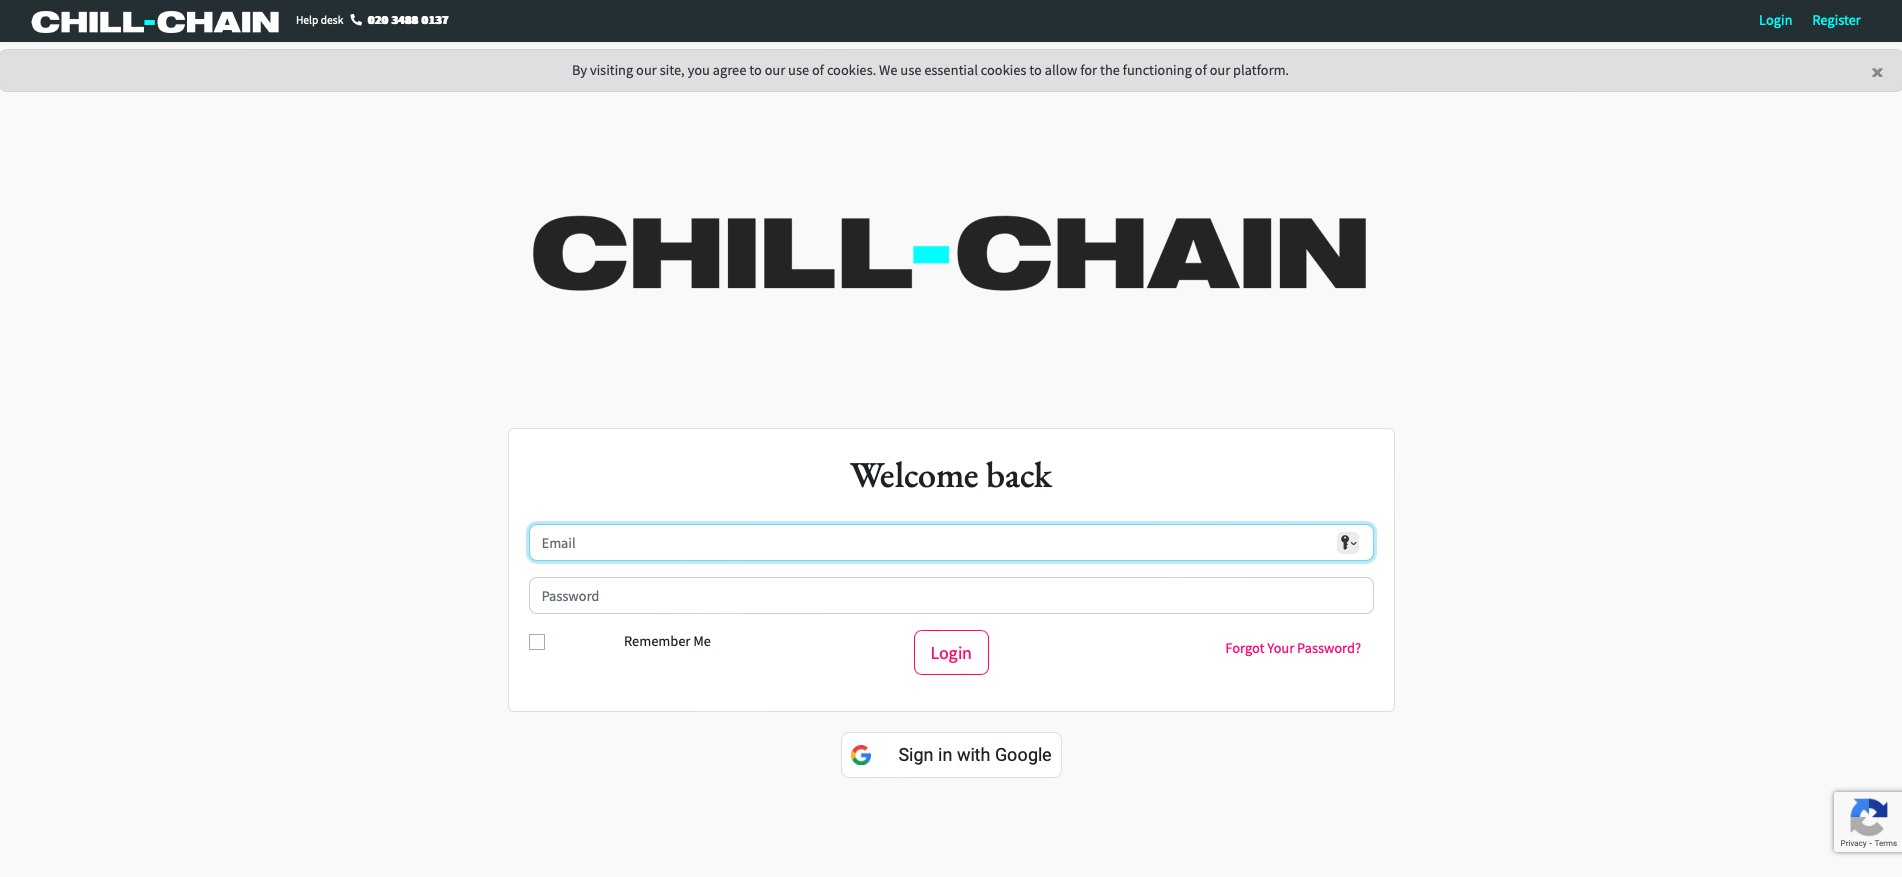 CHILL-CHAIN Help desk 020 3488 0137 Login Register
By visiting our site, you agree to our use of cookies. We use essential cookies to allow for the functioning of our platform. ×
CHILL-CHAIN
Welcome back
Email
Password
Remember Me Login Forgot Your Password?
Sign in with Google
Privacy - Terms